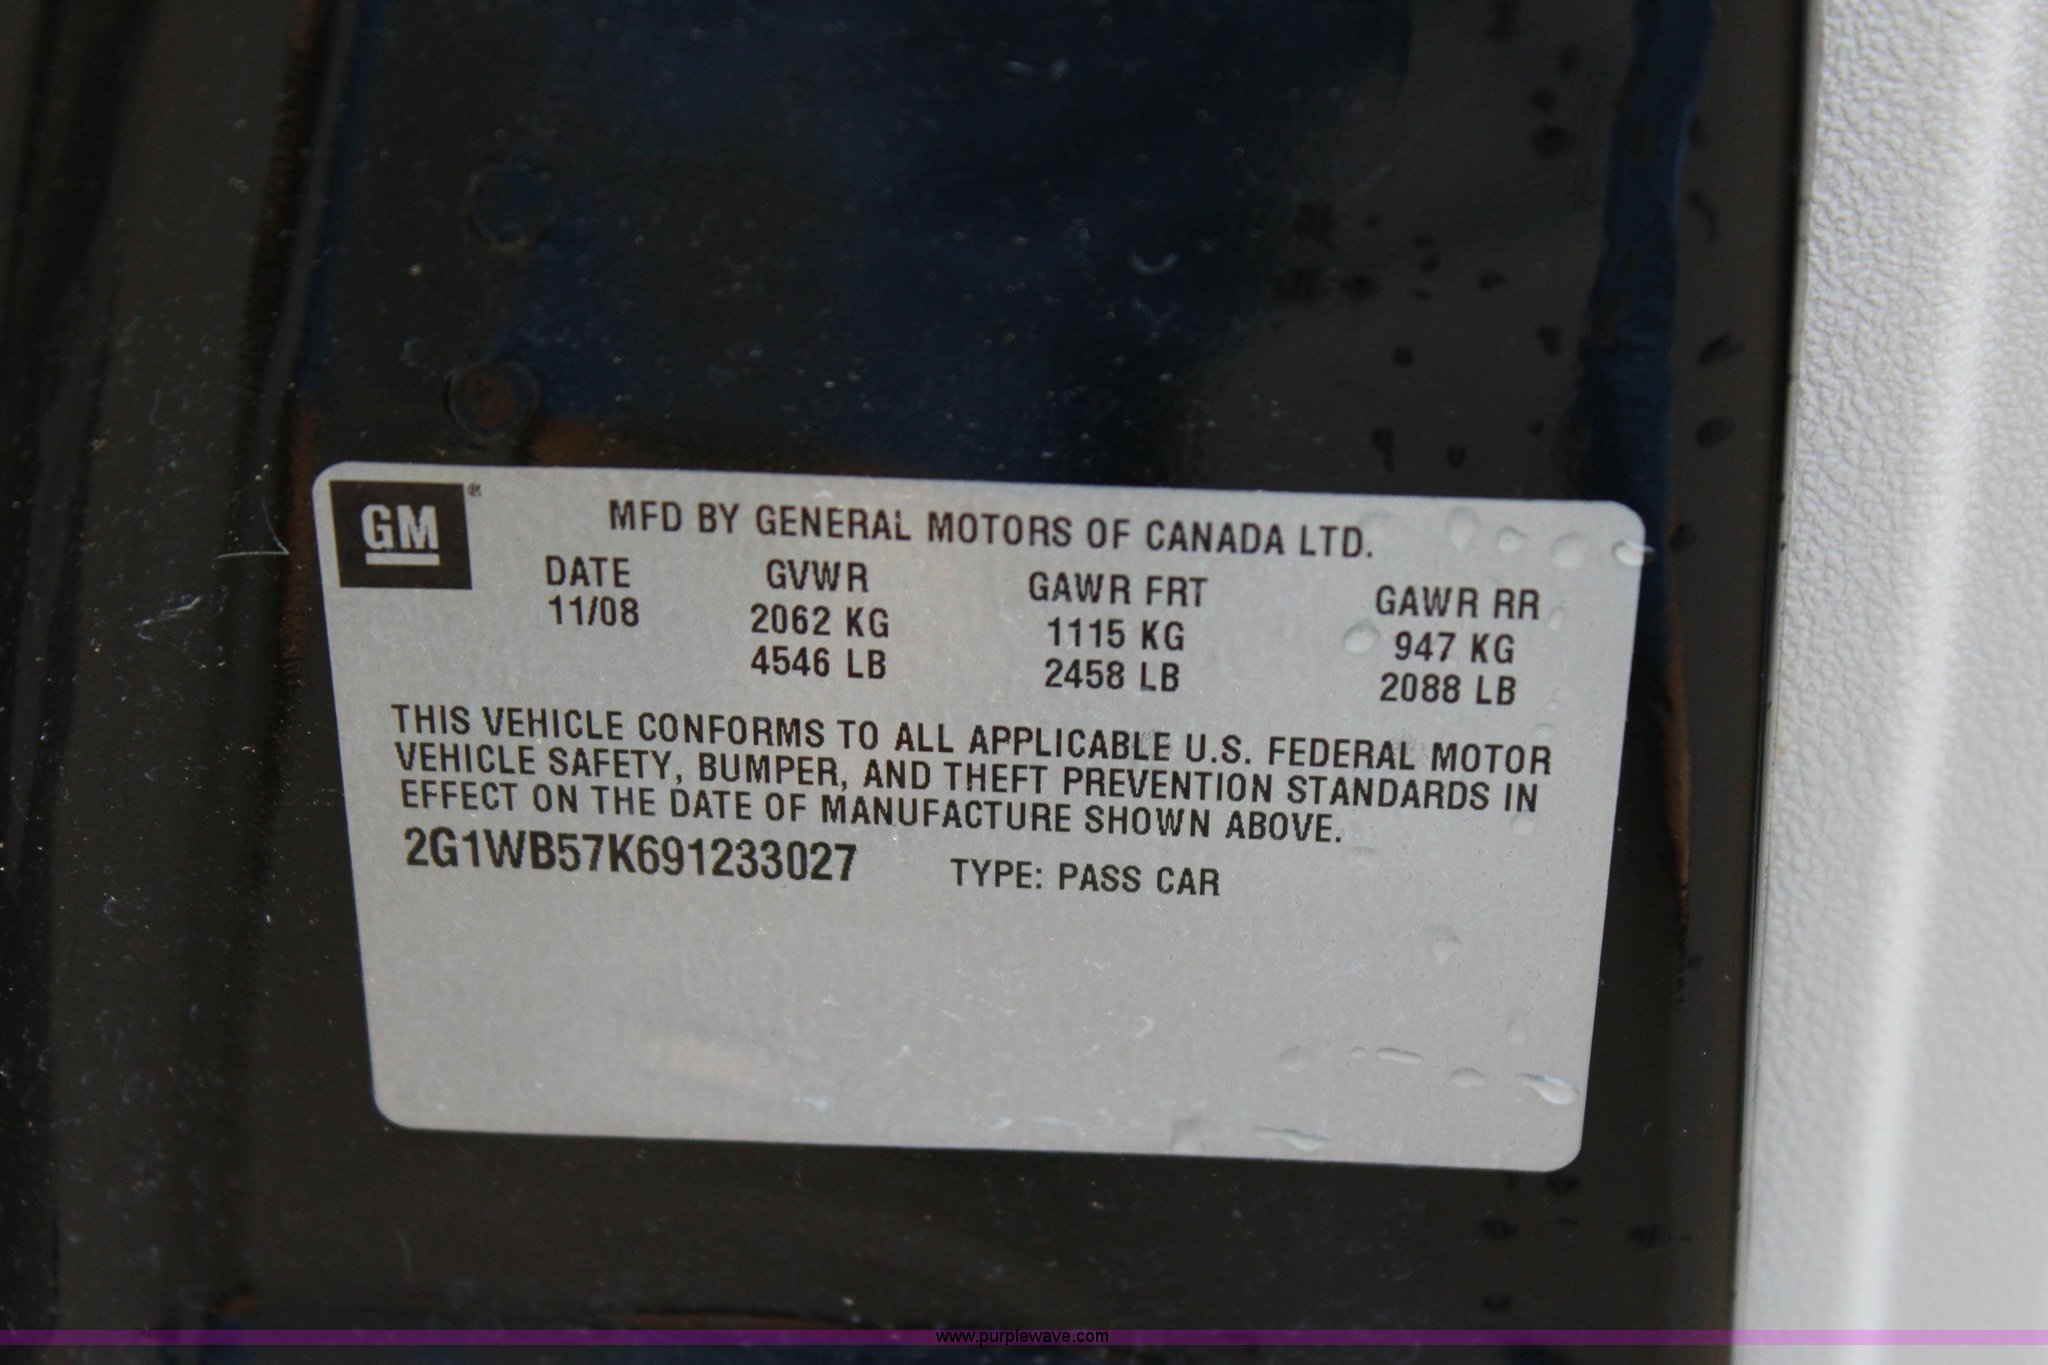 GM®
MFD BY GENERAL MOTORS OF CANADA LTD.
DATE GVWR GAWR FRT GAWR RR
11/08 2062 KG 1115 KG 947 KG
4546 LB 2458 LB 2088 LB
THIS VEHICLE CONFORMS TO ALL APPLICABLE U.S. FEDERAL MOTOR
VEHICLE SAFETY, BUMPER, AND THEFT PREVENTION STANDARDS IN
EFFECT ON THE DATE OF MANUFACTURE SHOWN ABOVE.
2G1WB57K691233027 TYPE: PASS CAR
www.purplewave.com